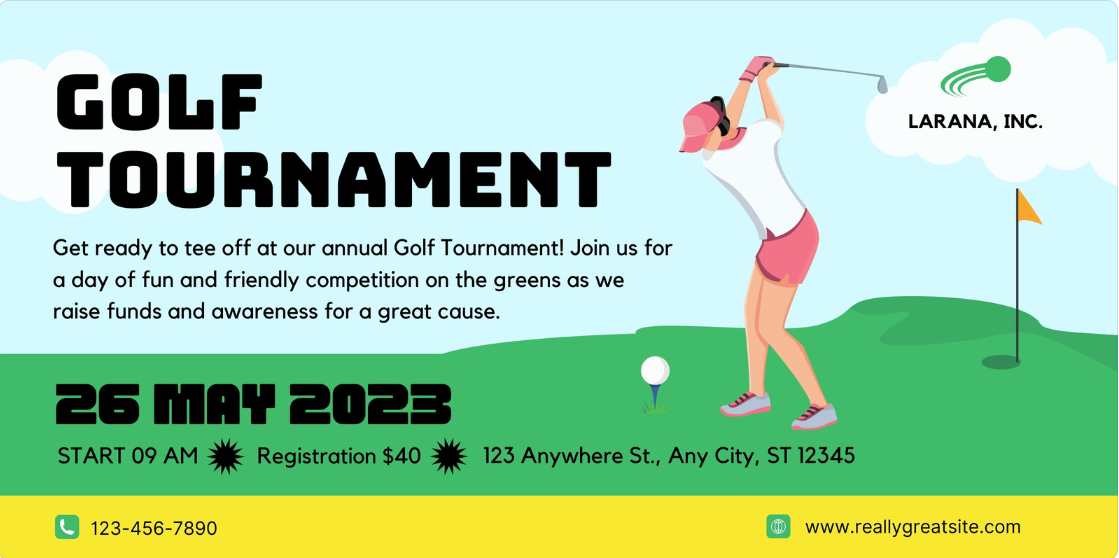 GOLF
TOURNAMENT
Get ready to tee off at our annual Golf Tournament! Join us for
a day of fun and friendly competition on the greens as we
raise funds and awareness for a great cause.
LARANA, INC.
26 MAY 2023
START 09 AM Registration $40 123 Anywhere St., Any City, ST 12345
123-456-7890 www.reallygreatsite.com